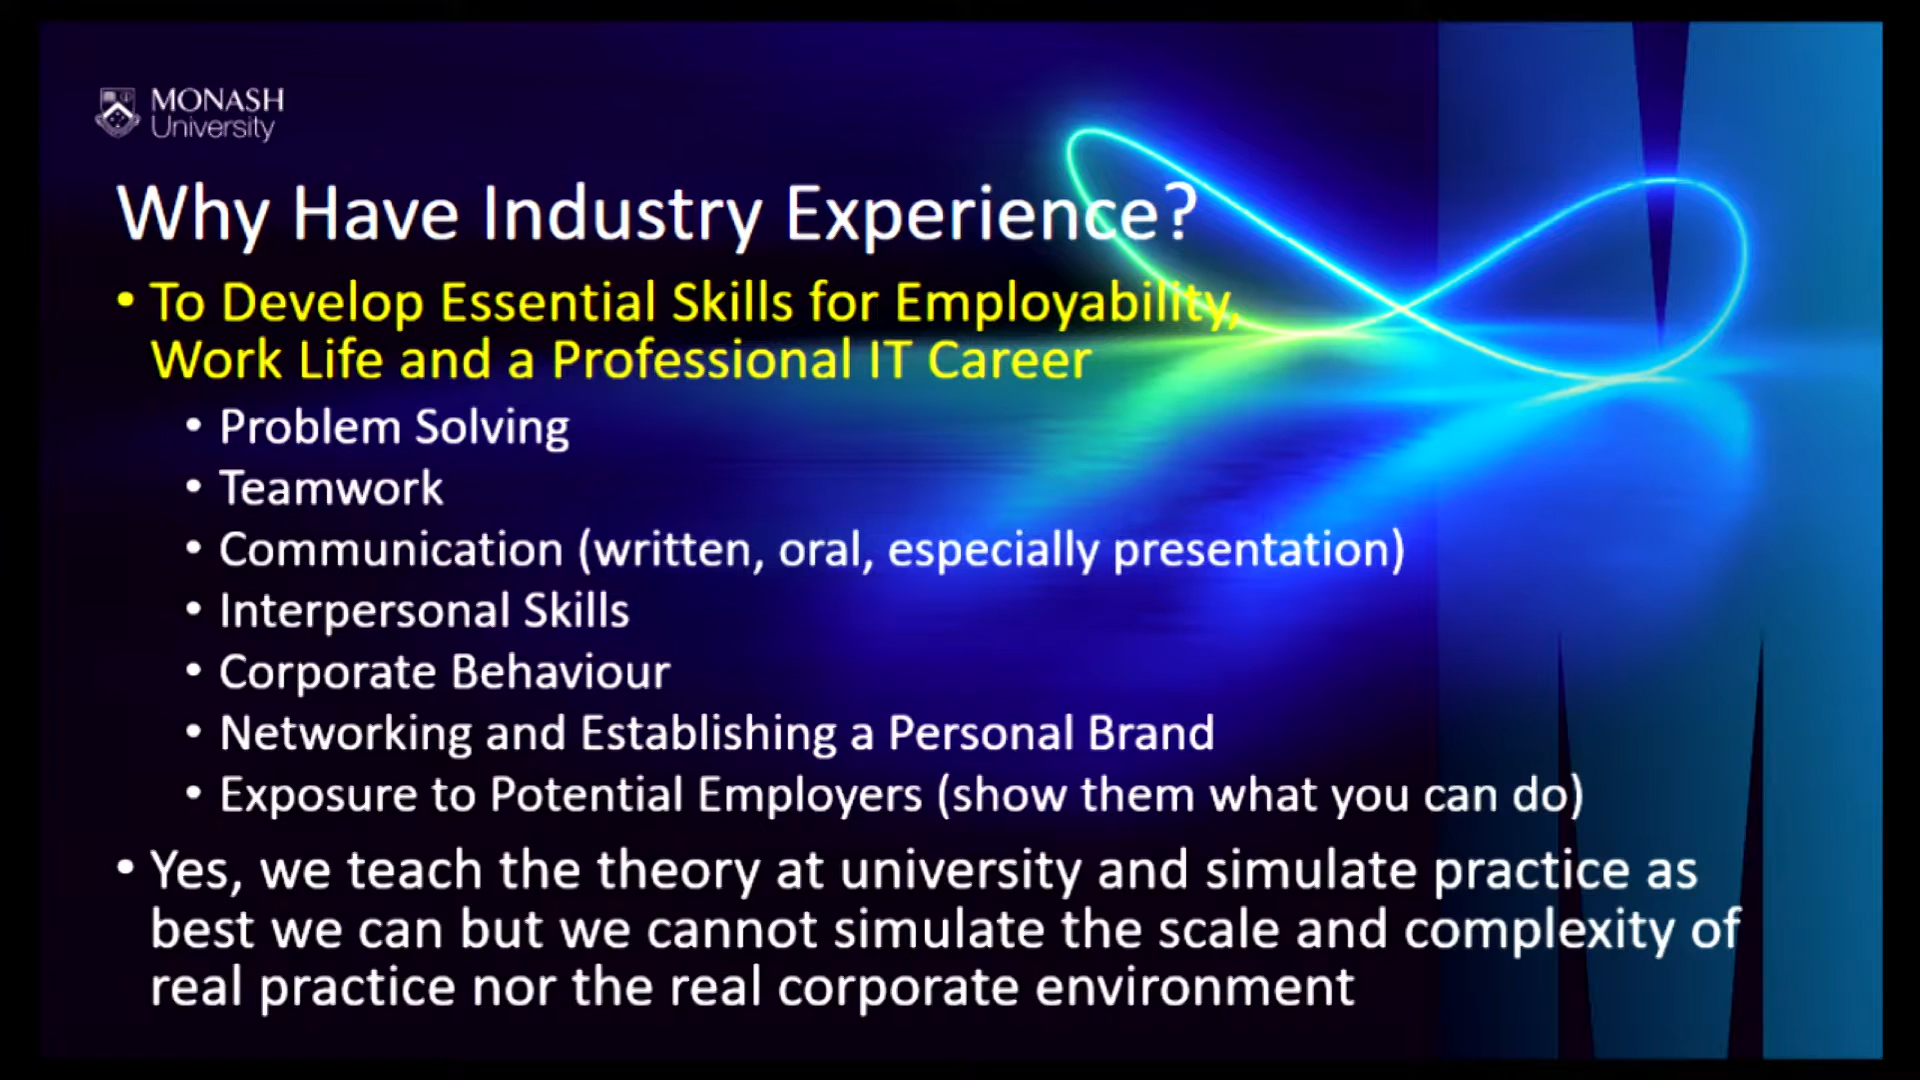 MONASH
University
Why Have Industry Experience?
• To Develop Essential Skills for Employability,
Work Life and a Professional IT Career
• Problem Solving
• Teamwork
• Communication (written, oral, especially presentation)
• Interpersonal Skills
• Corporate Behaviour
• Networking and Establishing a Personal Brand
• Exposure to Potential Employers (show them what you can do)
• Yes, we teach the theory at university and simulate practice as
best we can but we cannot simulate the scale and complexity of
real practice nor the real corporate environment